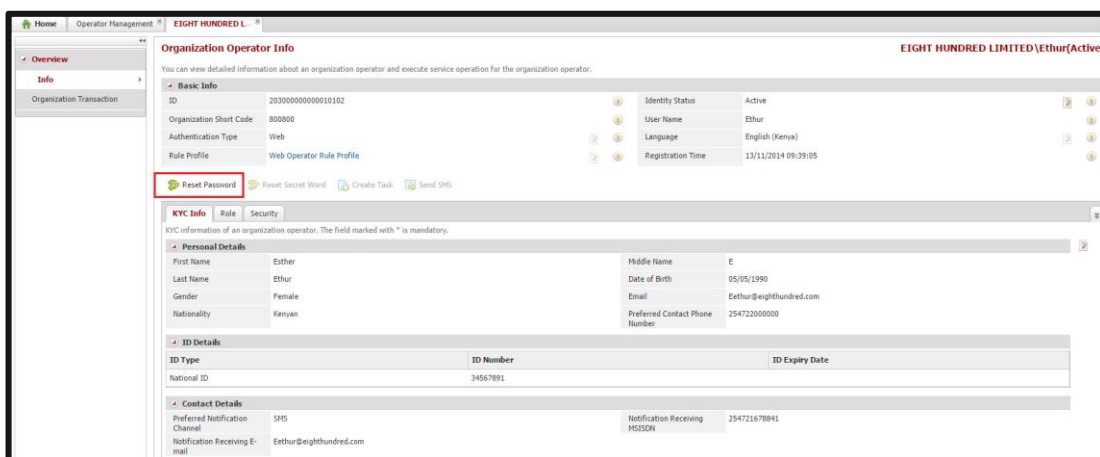 Home Operator Management EIGHT HUNDRED L...
Organization Operator Info EIGHT HUNDRED LIMITED\Ethur(Active
You can view detailed information about an organization operator and execute service operation for the organization operator.
Overview
Info
Organization Transaction
Basic Info
ID 203000000000010102 Identity Status Active
Organization Short Code 800800 User Name Ethur
Authentication Type Web Language English (Kenya)
Rule Profile Web Operator Rule Profile Registration Time 13/11/2014 09:39:05
Reset Password Reset Secret Word Create Task Send SMS
KYC Info Role Security
KYC information of an organization operator. The field marked with * is mandatory.
Personal Details
First Name Esther Middle Name E
Last Name Ethur Date of Birth 05/05/1990
Gender Female Email Eethur@eighthundred.com
Nationality Kenyan Preferred Contact Phone Number 254722000000
ID Details
ID Type ID Number ID Expiry Date
National ID 34567891
Contact Details
Preferred Notification Channel SMS Notification Receiving MSISDN 254721678841
Notification Receiving E-mail Eethur@eighthundred.com